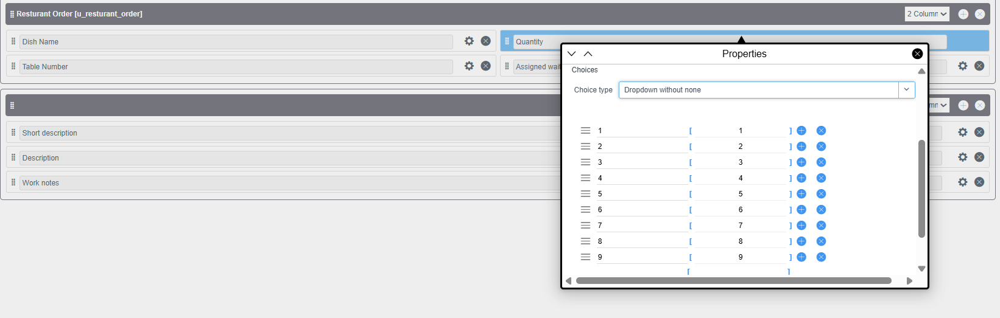 Resturant Order [u_resturant_order]
2 Column
Dish Name
Quantity
Table Number
Assigned wai
Properties
Choices
Choice type
Dropdown without none
1 [ 1 ]
2 [ 2 ]
3 [ 3 ]
4 [ 4 ]
5 [ 5 ]
6 [ 6 ]
7 [ 7 ]
8 [ 8 ]
9 [ 9 ]
[ ]
Short description
Description
Work notes